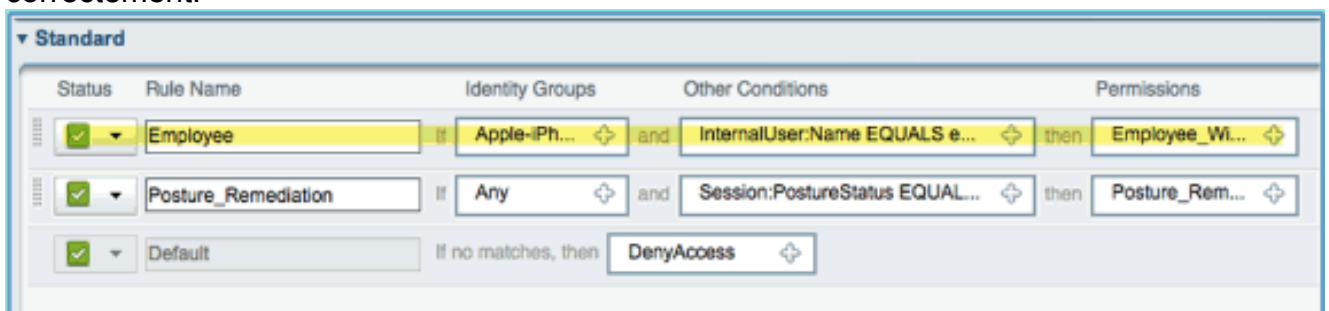 correctement.
Standard
Status Rule Name Identity Groups Other Conditions Permissions
Employee If Apple-iPh... and InternalUser:Name EQUALS e... then Employee_Wi...
Posture_Remediation If Any and Session:PostureStatus EQUAL... then Posture_Rem...
Default If no matches, then DenyAccess